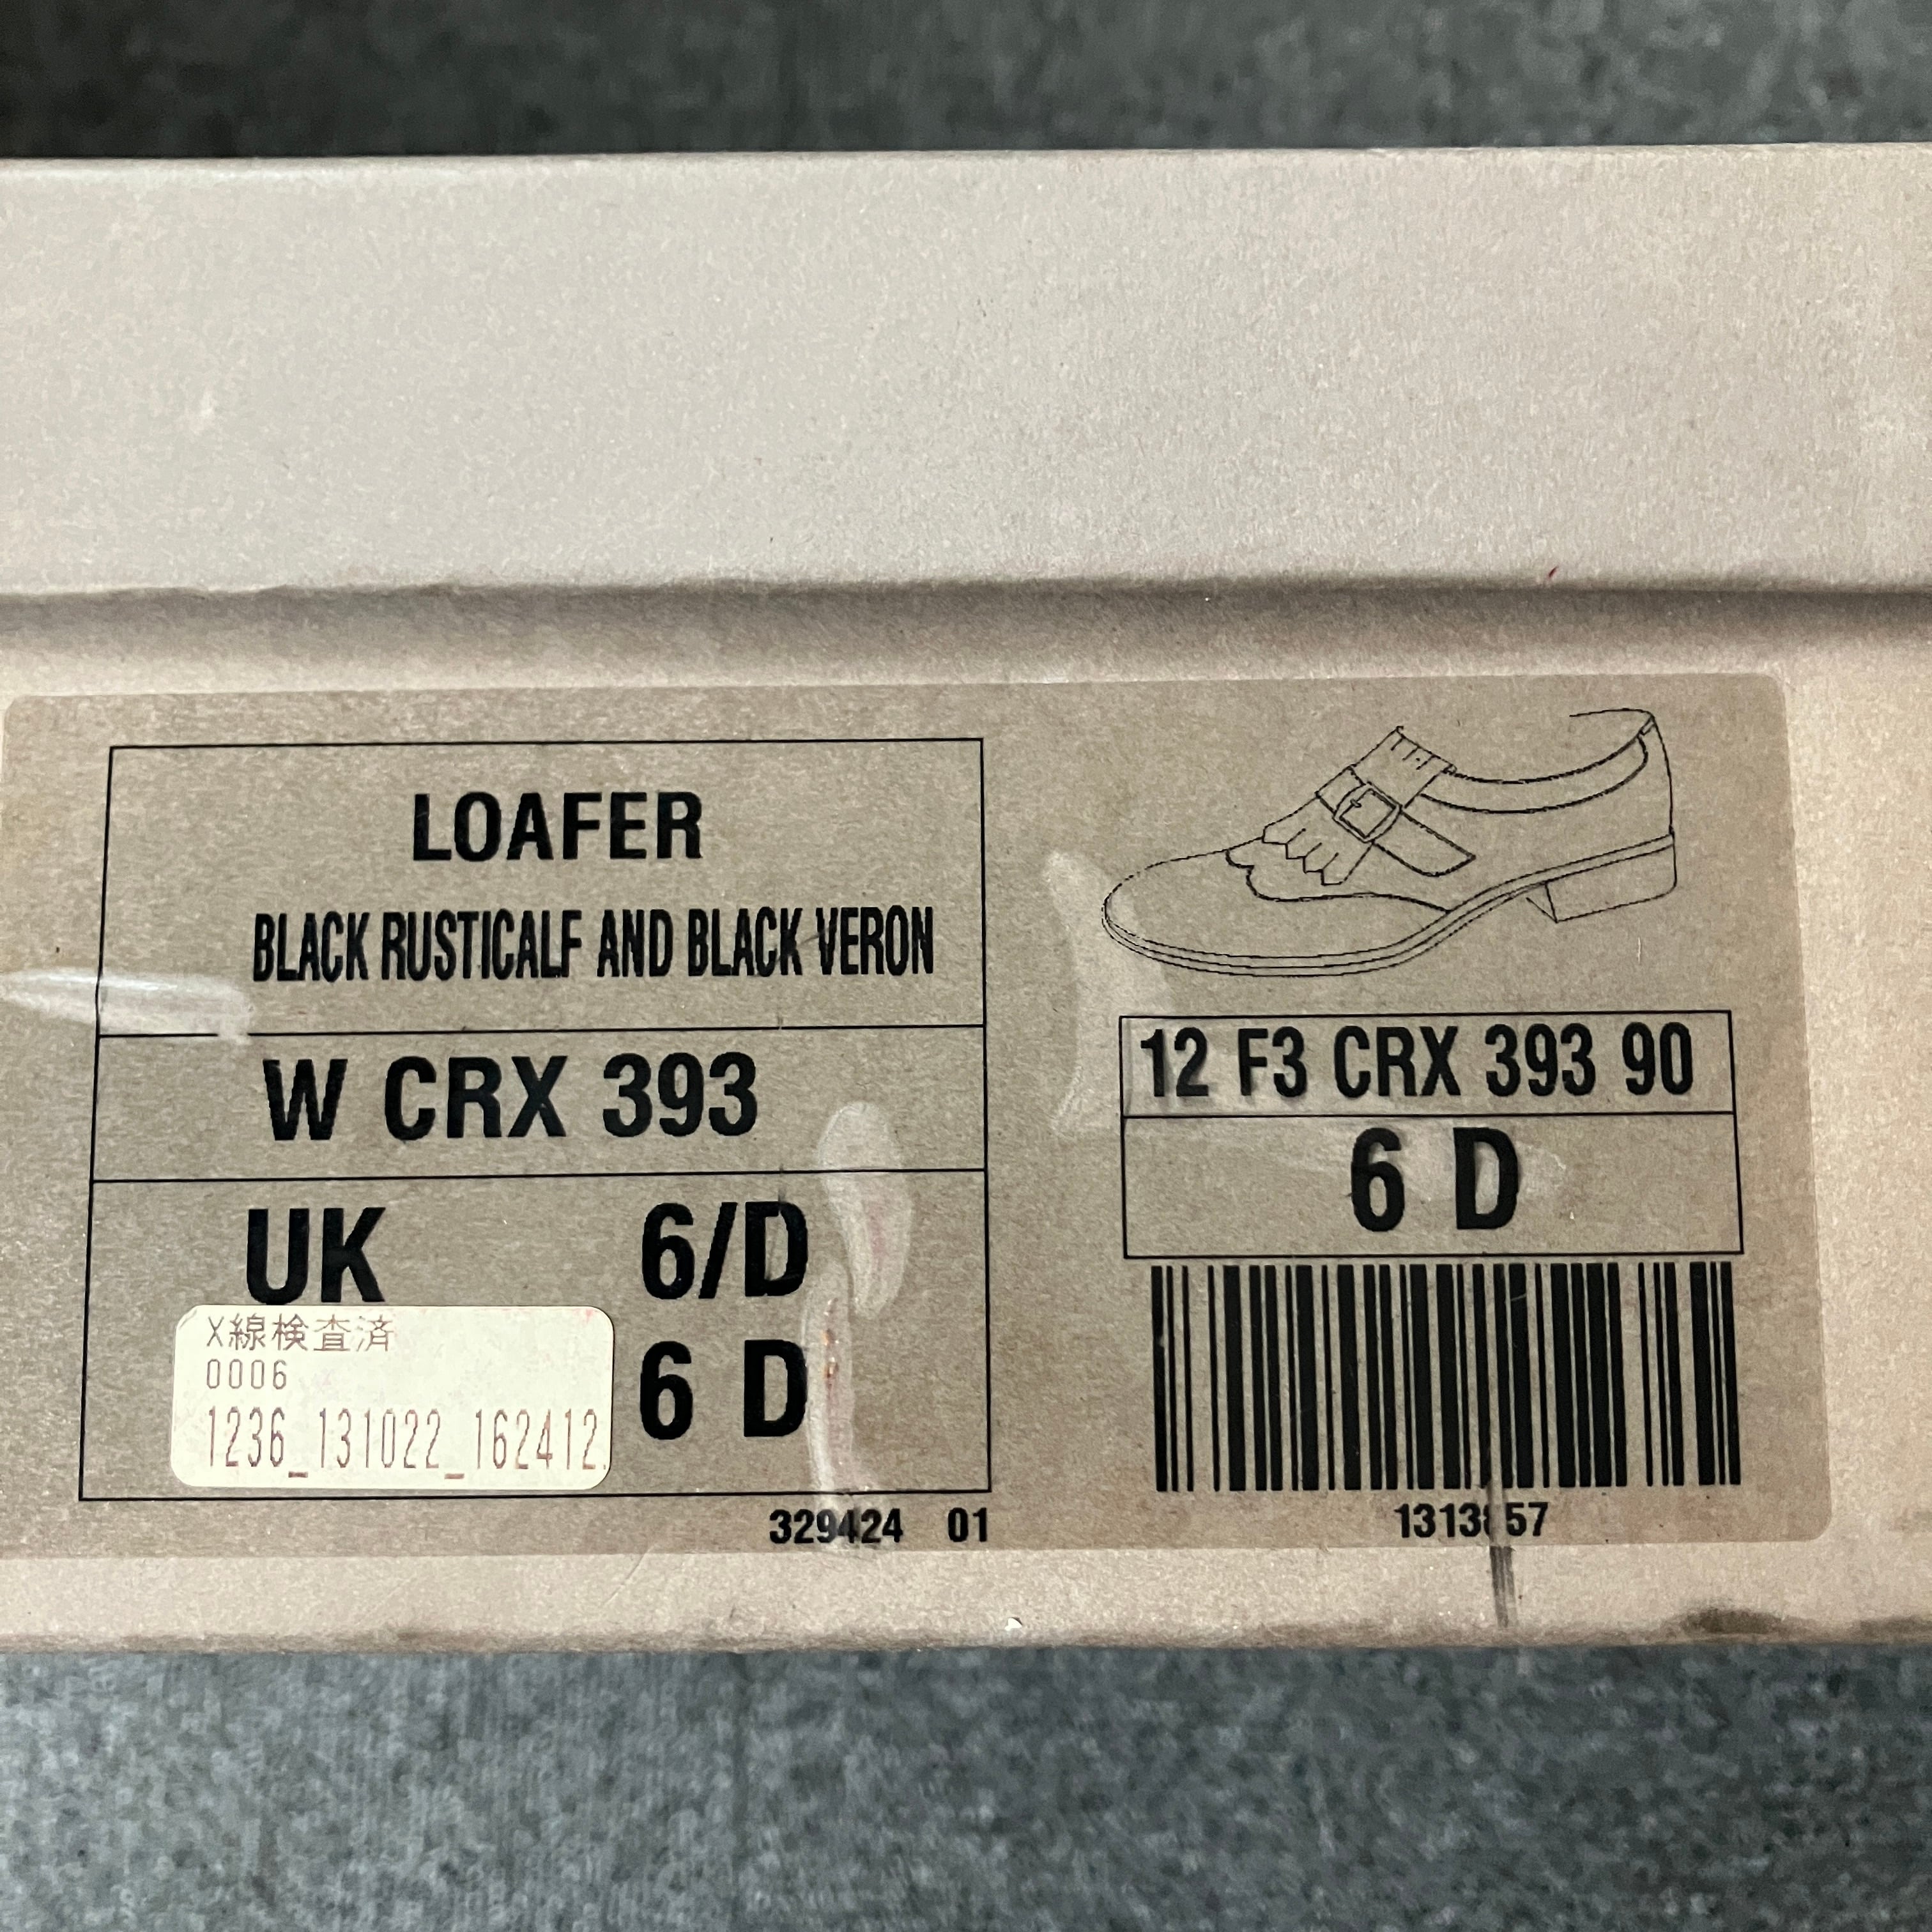 LOAFER
BLACK RUSTICALF AND BLACK VERON
W CRX 393
UK 6/D
6 D
X線検査済
0006
1236_131022_162412
329424 01
12 F3 CRX 393 90
6 D
1313857